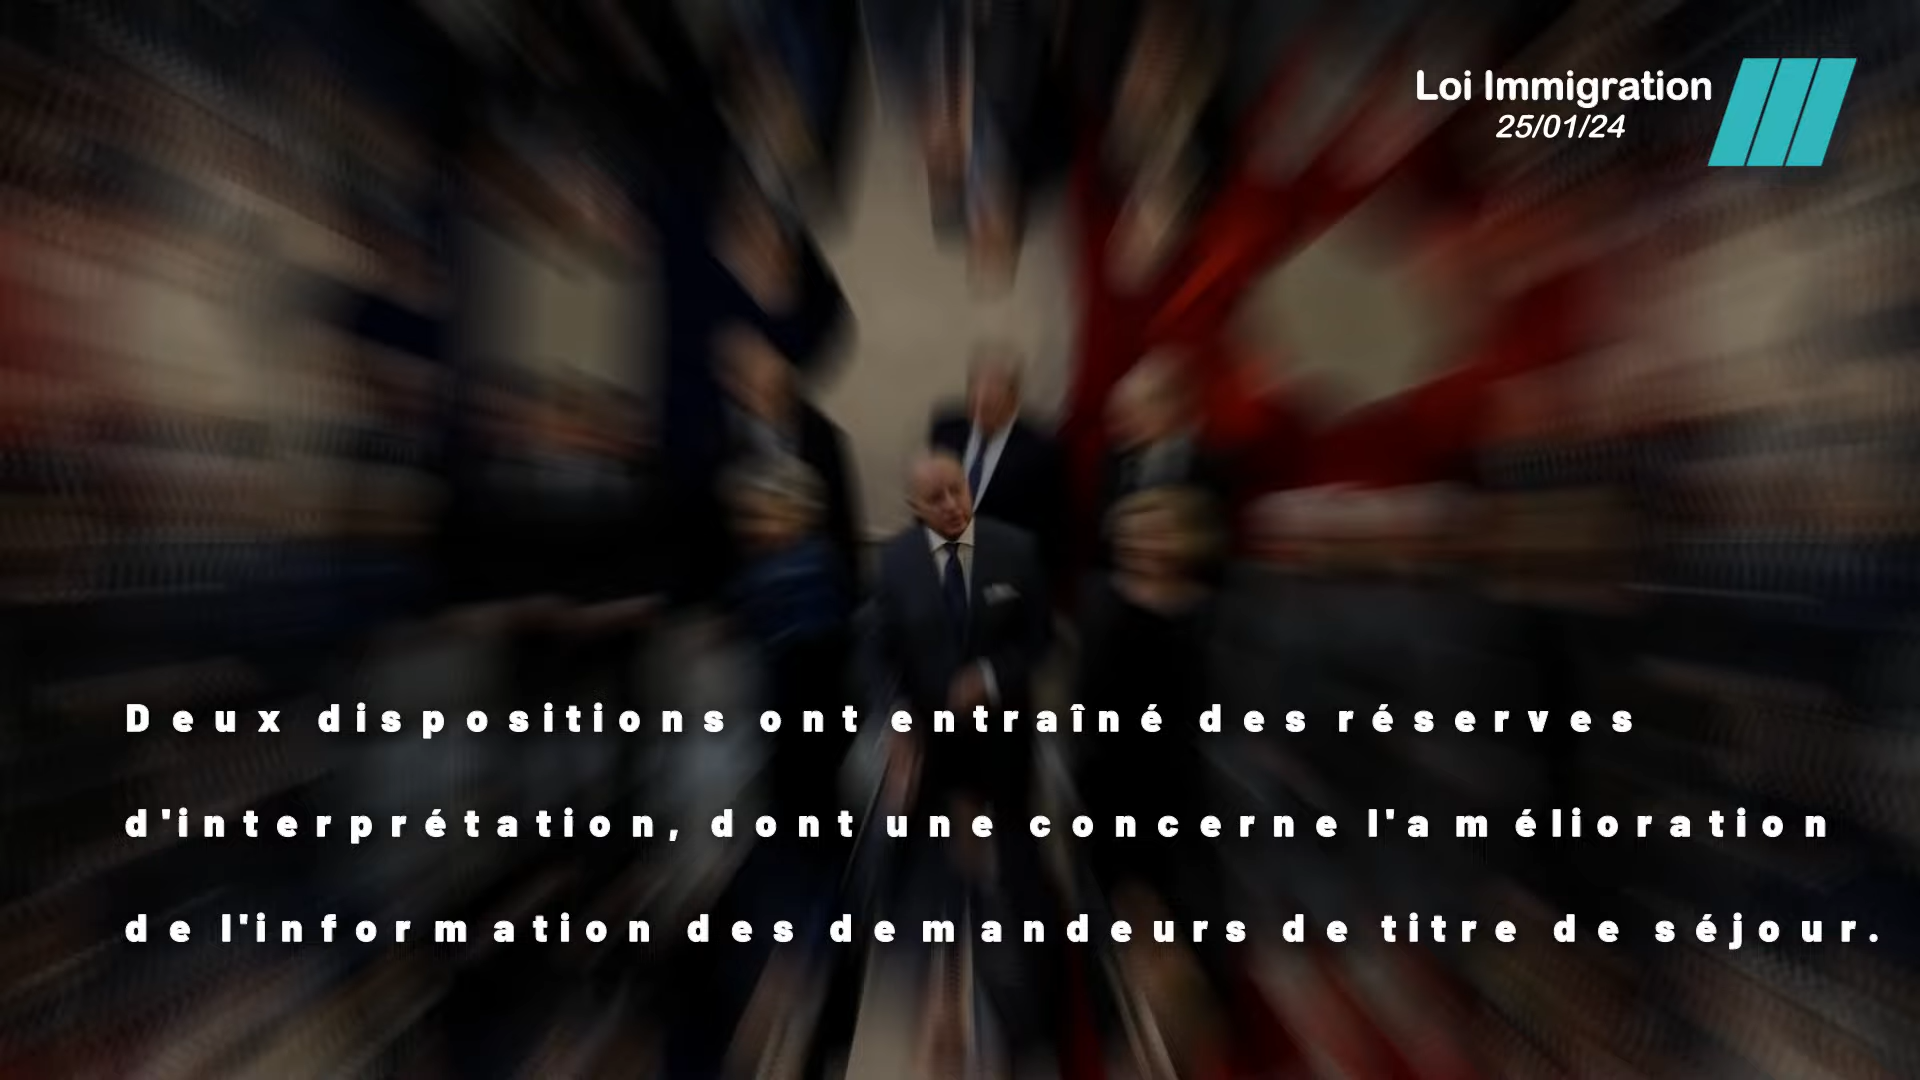 Loi Immigration
25/01/24
Deux dispositions ont entraîné des réserves
d'interprétation, dont une concerne l'amélioration
de l'information des demandeurs de titre de séjour.